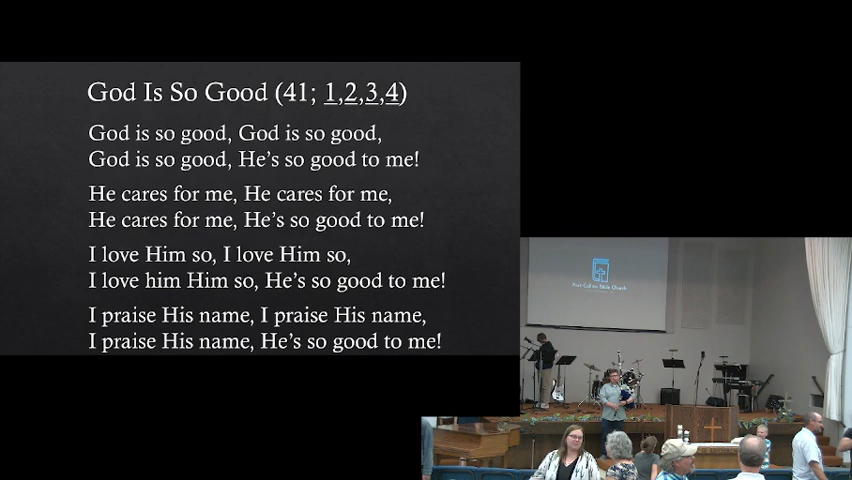 God Is So Good (41; 1,2,3,4)
God is so good, God is so good,
God is so good, He's so good to me!
He cares for me, He cares for me,
He cares for me, He's so good to me!
I love Him so, I love Him so,
I love him Him so, He's so good to me!
I praise His name, I praise His name,
I praise His name, He's so good to me!
Bible Church